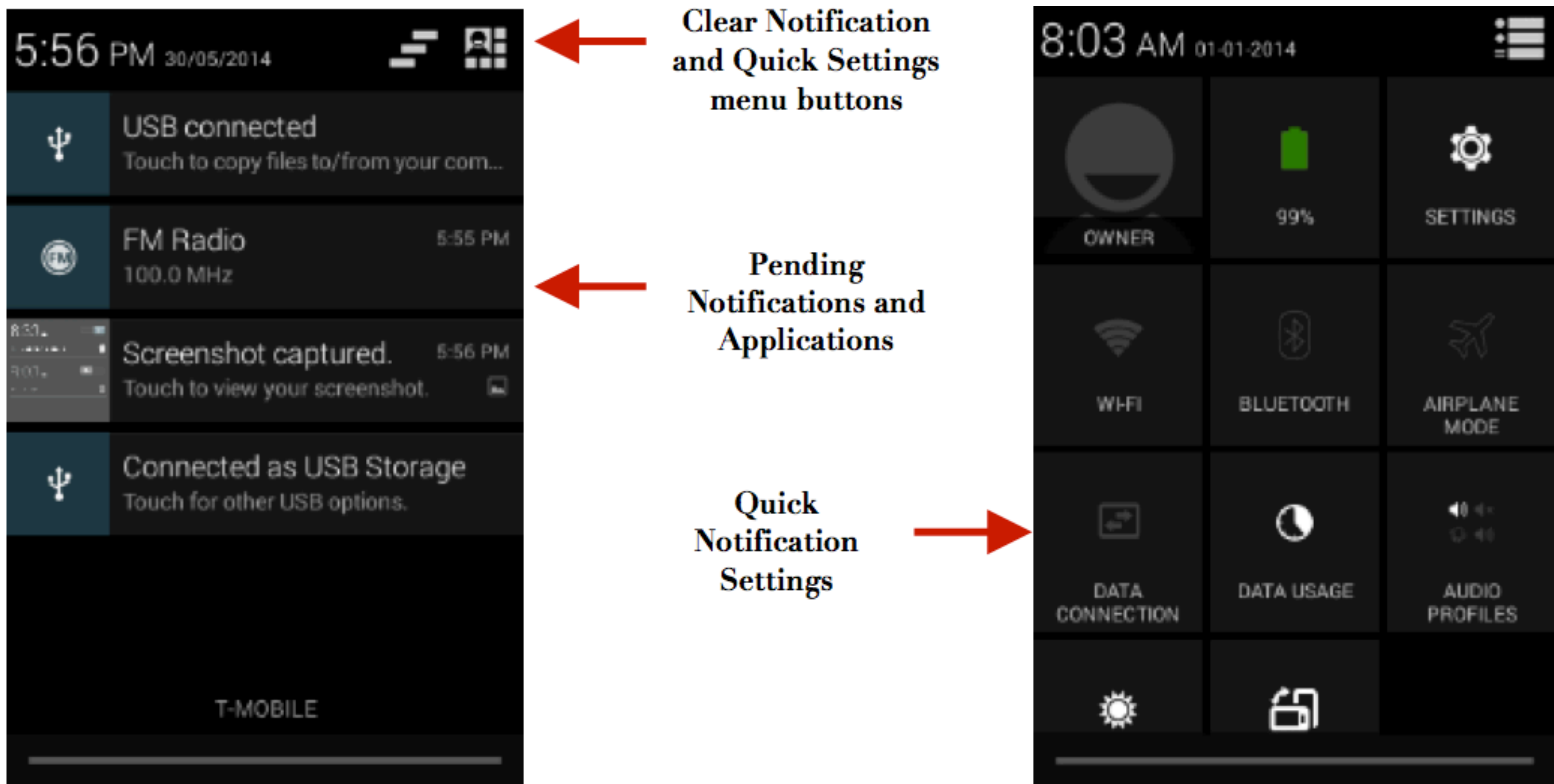 5:56 PM 30/05/2014
USB connected
Touch to copy files to/from your com...
FM Radio 5:55 PM
100.0 MHz
Screenshot captured. 5:56 PM
Touch to view your screenshot.
Connected as USB Storage
Touch for other USB options.
T-MOBILE
Clear Notification
and Quick Settings
menu buttons
Pending
Notifications and
Applications
Quick
Notification
Settings
8:03 AM 01-01-2014
OWNER
99%
SETTINGS
WI-FI
BLUETOOTH
AIRPLANE
MODE
DATA
CONNECTION
DATA USAGE
AUDIO
PROFILES